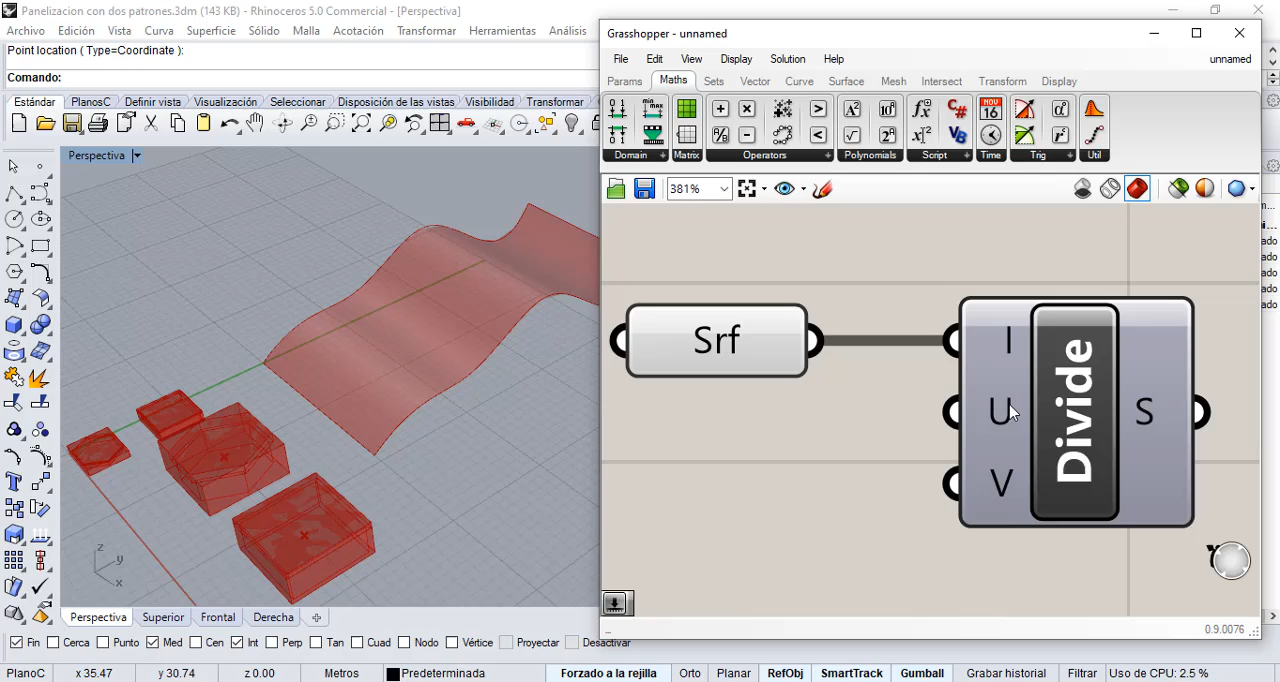 Panelizacion con dos patrones.3dm (143 KB) - Rhinoceros 5.0 Commercial - [Perspectiva]
Archivo Edición Vista Curva Superficie Sólido Malla Acotación Transformar Herramientas Análisis
Point location ( Type=Coordinate ):
Comando:
Estándar PlanosC Definir vista Visualización Seleccionar Disposición de las vistas Visibilidad Transformar
Perspectiva
z
y
x
Perspectiva Superior Frontal Derecha
Fin Cerca Punto Med Cen Int Perp Tan Cuad Nodo Vértice Proyectar Desactivar
PlanoC x 35.47 y 30.74 z 0.00 Metros Predeterminada Forzado a la rejilla Orto Planar RefObj SmartTrack Gumball Grabar historial Filtrar Uso de CPU: 2.5 %
Grasshopper - unnamed
File Edit View Display Solution Help unnamed
Params Maths Sets Vector Curve Surface Mesh Intersect Transform Display
Domain Matrix Operators Polynomials Script Time Trig Util
381%
Srf
I
U
V
Divide
S
0.9.0076